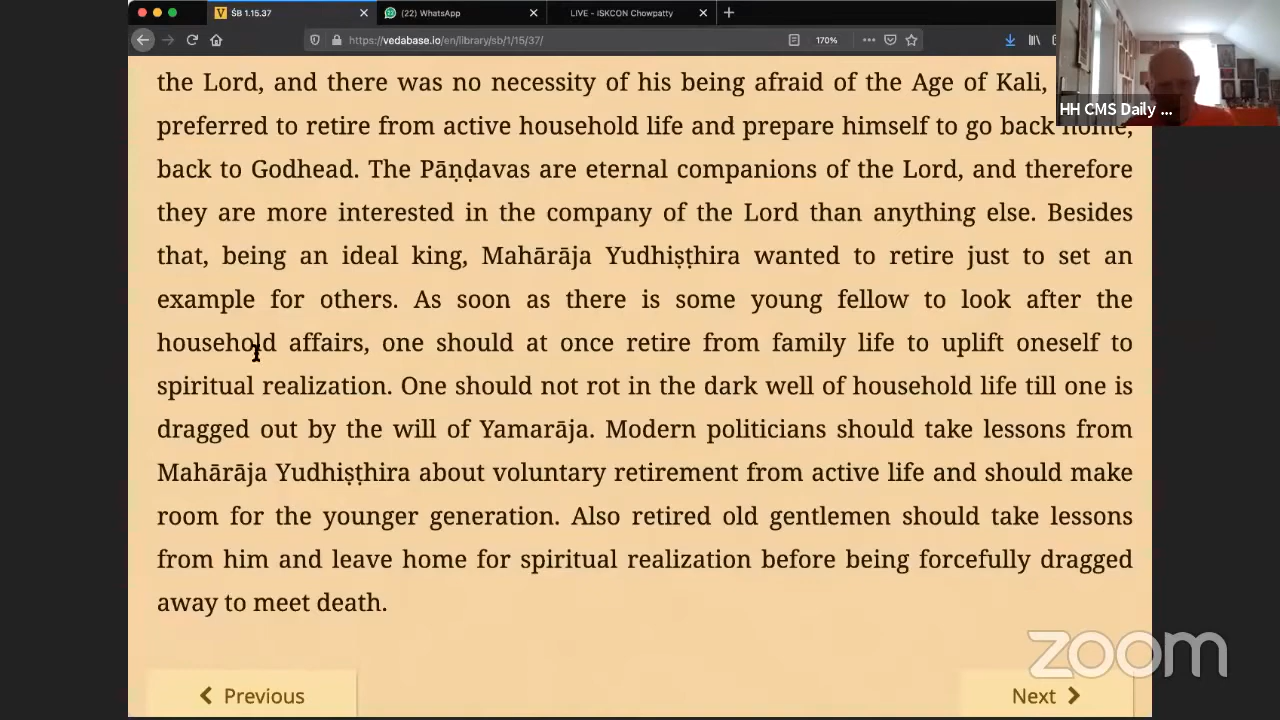 ŚB 1.15.37
(22) WhatsApp
LIVE - ISKCON Chowpatty
https://vedabase.io/en/library/sb/1/15/37/
170%
HH CMS Daily ...
the Lord, and there was no necessity of his being afraid of the Age of Kali,
preferred to retire from active household life and prepare himself to go back home,
back to Godhead. The Pāṇḍavas are eternal companions of the Lord, and therefore
they are more interested in the company of the Lord than anything else. Besides
that, being an ideal king, Mahārāja Yudhiṣṭhira wanted to retire just to set an
example for others. As soon as there is some young fellow to look after the
household affairs, one should at once retire from family life to uplift oneself to
spiritual realization. One should not rot in the dark well of household life till one is
dragged out by the will of Yamarāja. Modern politicians should take lessons from
Mahārāja Yudhiṣṭhira about voluntary retirement from active life and should make
room for the younger generation. Also retired old gentlemen should take lessons
from him and leave home for spiritual realization before being forcefully dragged
away to meet death.
zoom
Previous
Next